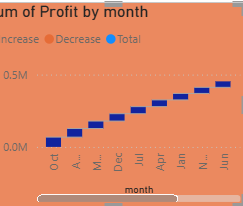 um of Profit by month
ncrease Decrease Total
0.5M
0.0M
Oct A... M... Dec Jul Apr Jan N... Jun
month